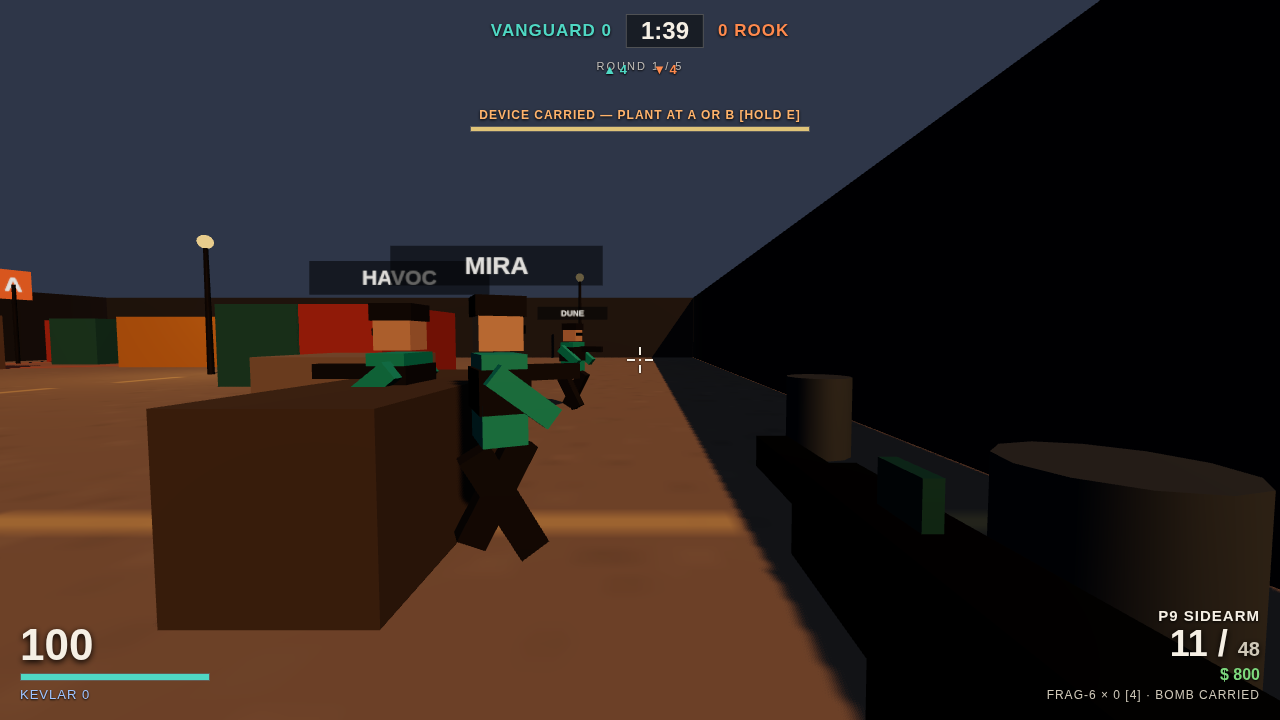 VANGUARD 0 1:39 0 ROOK
ROUND 1 / 5
▲ 4 ▼ 4
DEVICE CARRIED — PLANT AT A OR B [HOLD E]
A
HAVOC MIRA
DUNE
100
KEVLAR 0
P9 SIDEARM
11 / 48
$ 800
FRAG-6 × 0 [4] · BOMB CARRIED